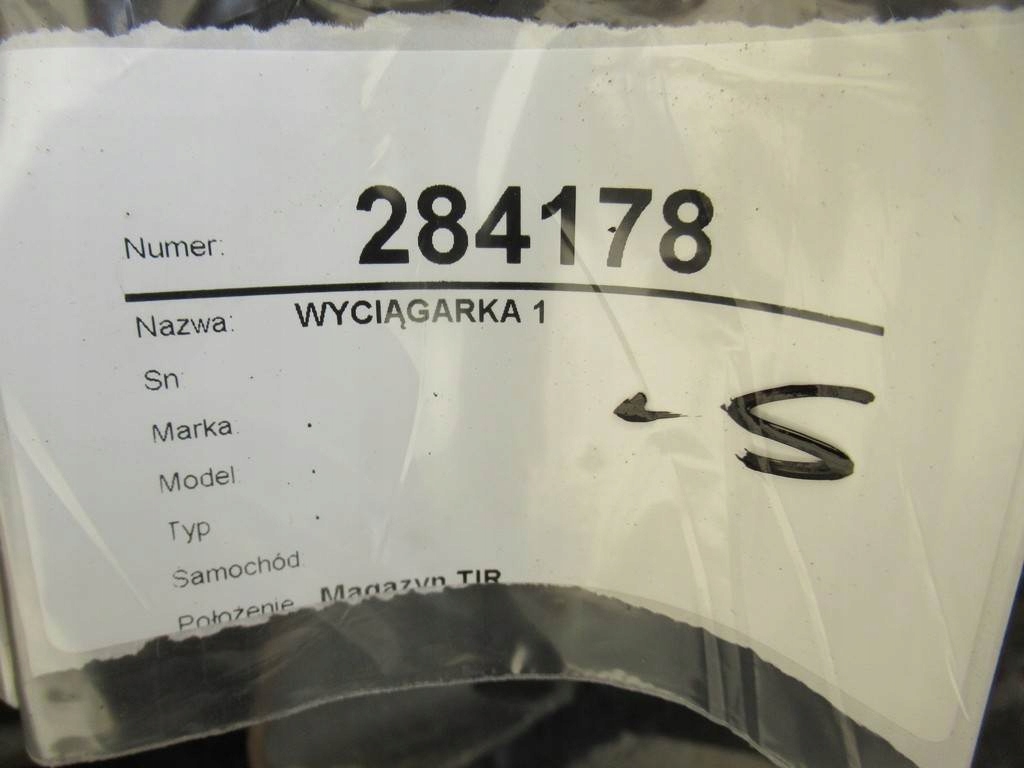 Numer: 284178
Nazwa: WYCIĄGARKA 1
Sn
Marka .
Model .
Typ .
Samochód
Położenie Magazyn TIR
- S